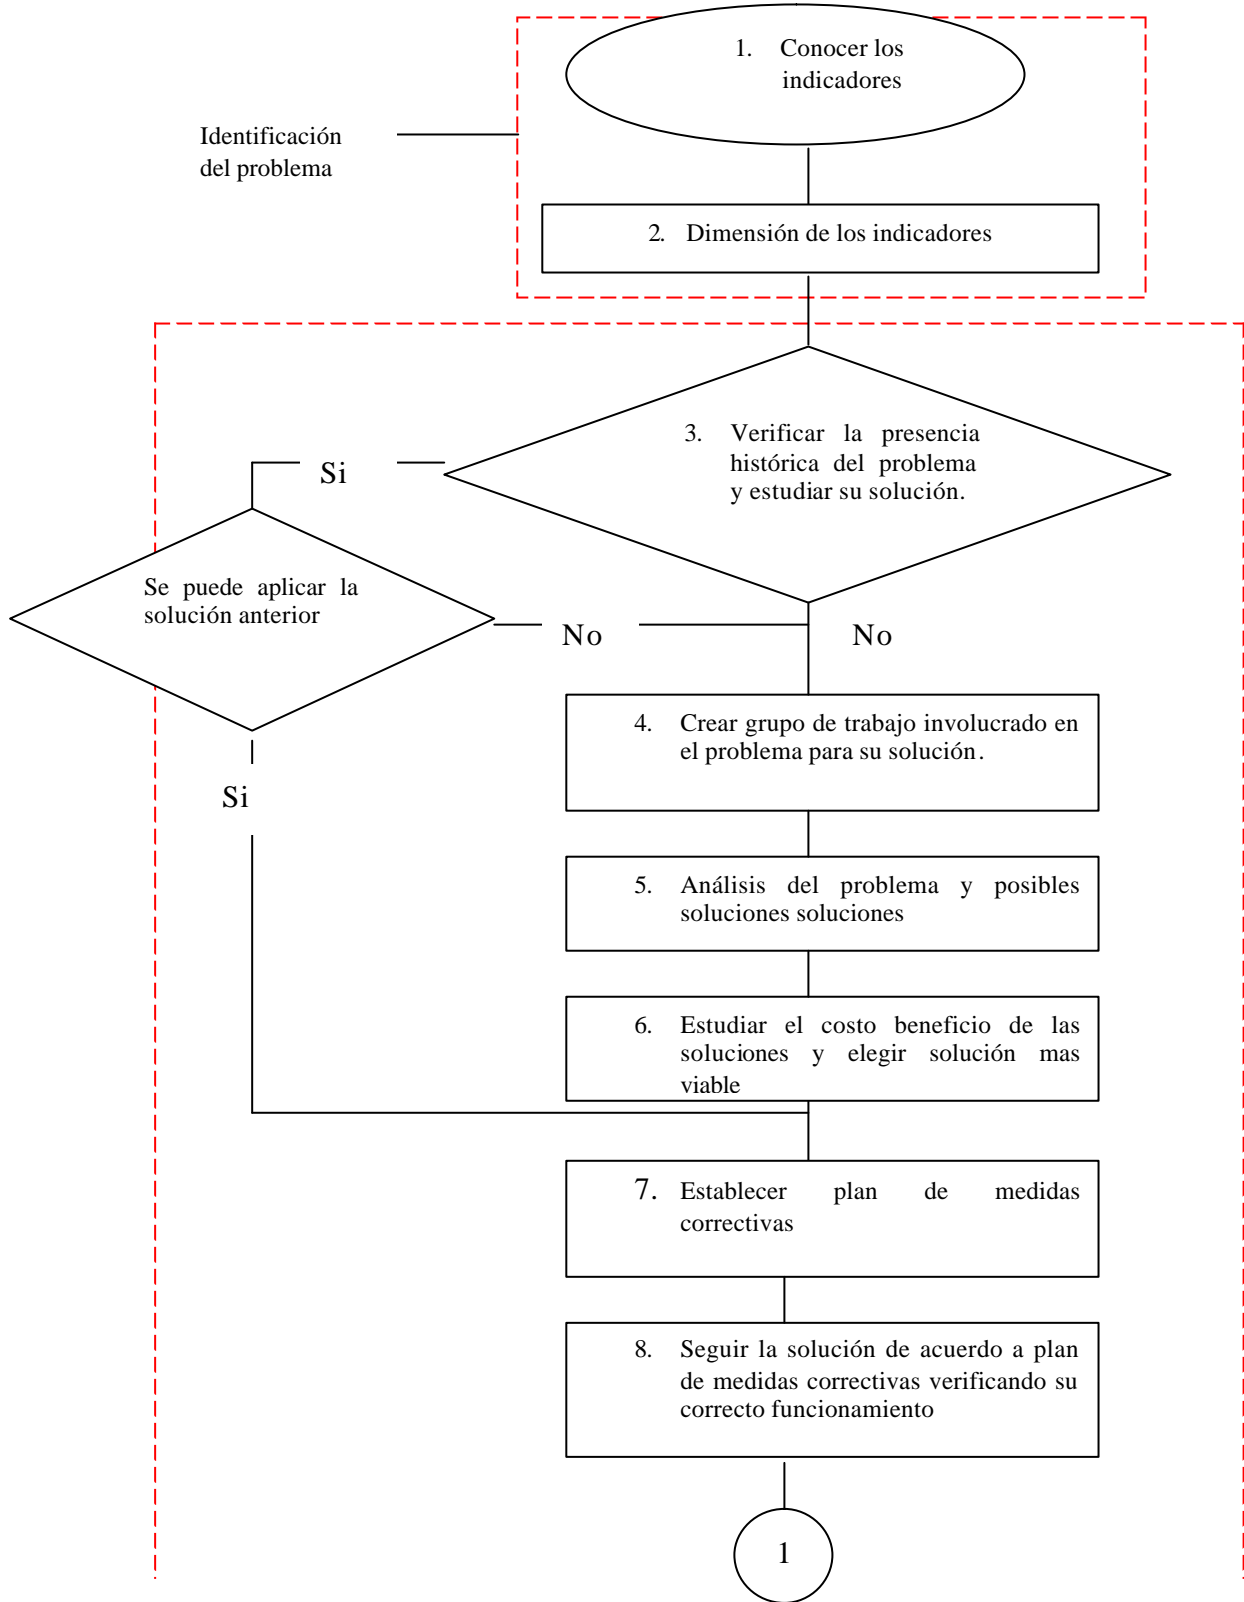 1. Conocer los
indicadores
Identificación
del problema
2. Dimensión de los indicadores
3. Verificar la presencia
histórica del problema
y estudiar su solución.
Si
Se puede aplicar la
solución anterior
No
No
4. Crear grupo de trabajo involucrado en
el problema para su solución.
Si
5. Análisis del problema y posibles
soluciones soluciones
6. Estudiar el costo beneficio de las
soluciones y elegir solución mas
viable
7. Establecer plan de medidas
correctivas
8. Seguir la solución de acuerdo a plan
de medidas correctivas verificando su
correcto funcionamiento
1